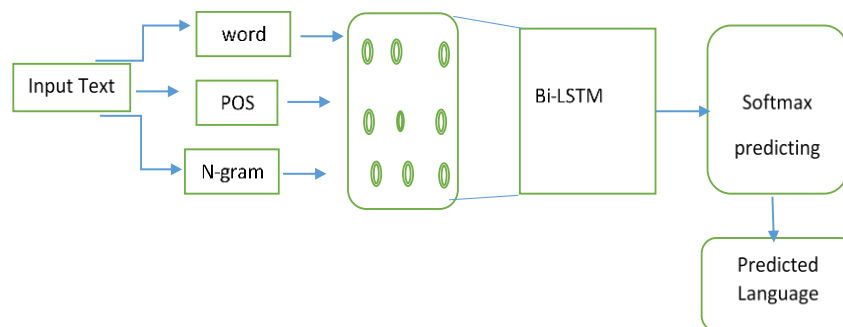 word
Input Text
POS
N-gram
Bi-LSTM
Softmax
predicting
Predicted
Language